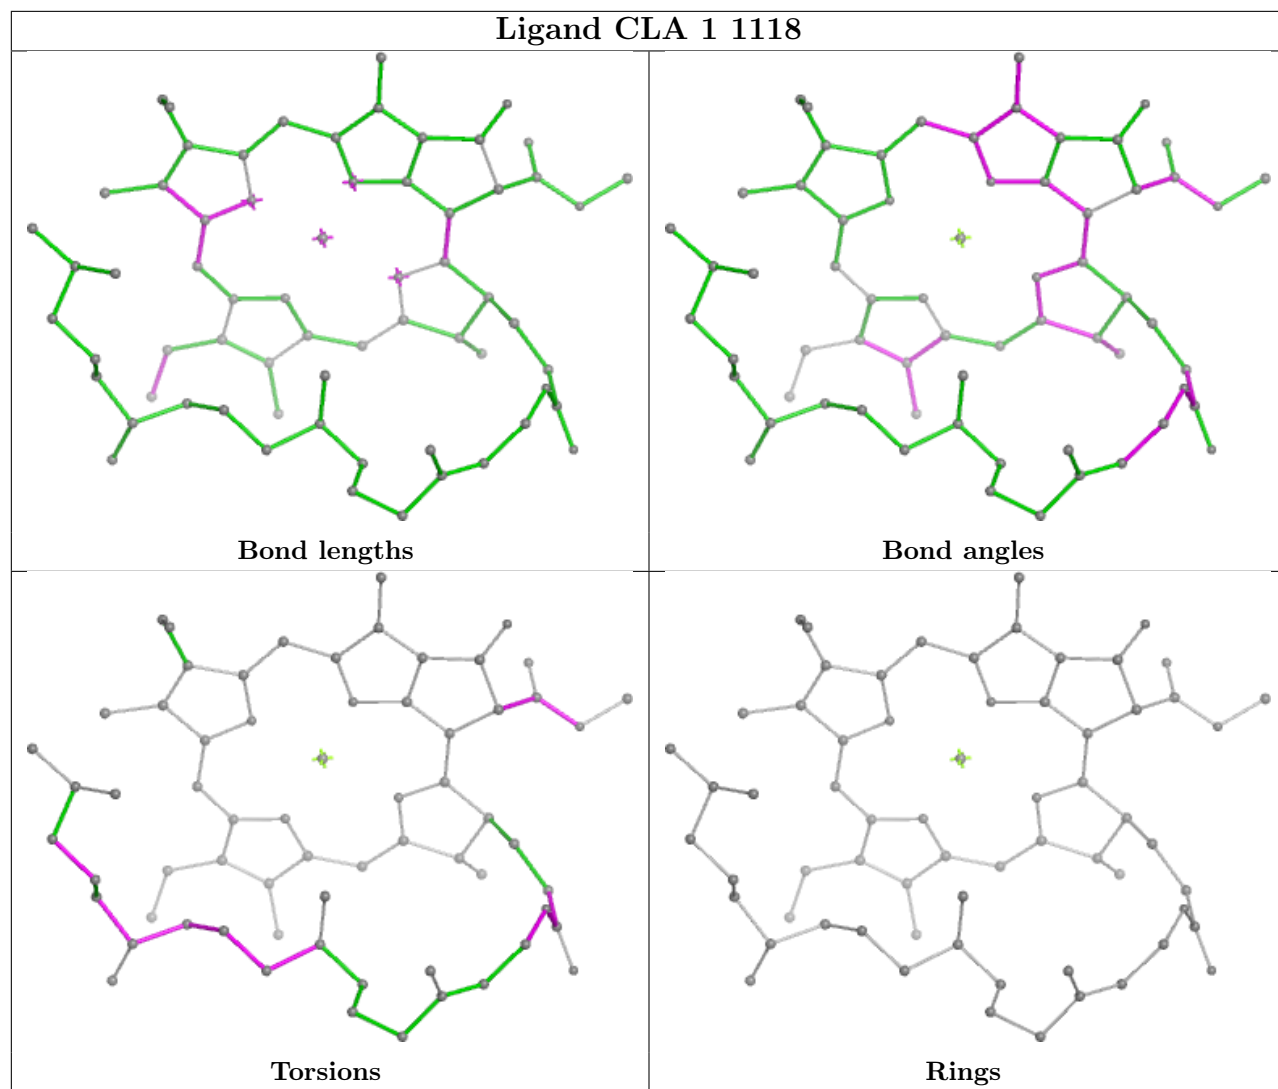 Ligand CLA 1 1118
Bond lengths
Bond angles
Torsions
Rings